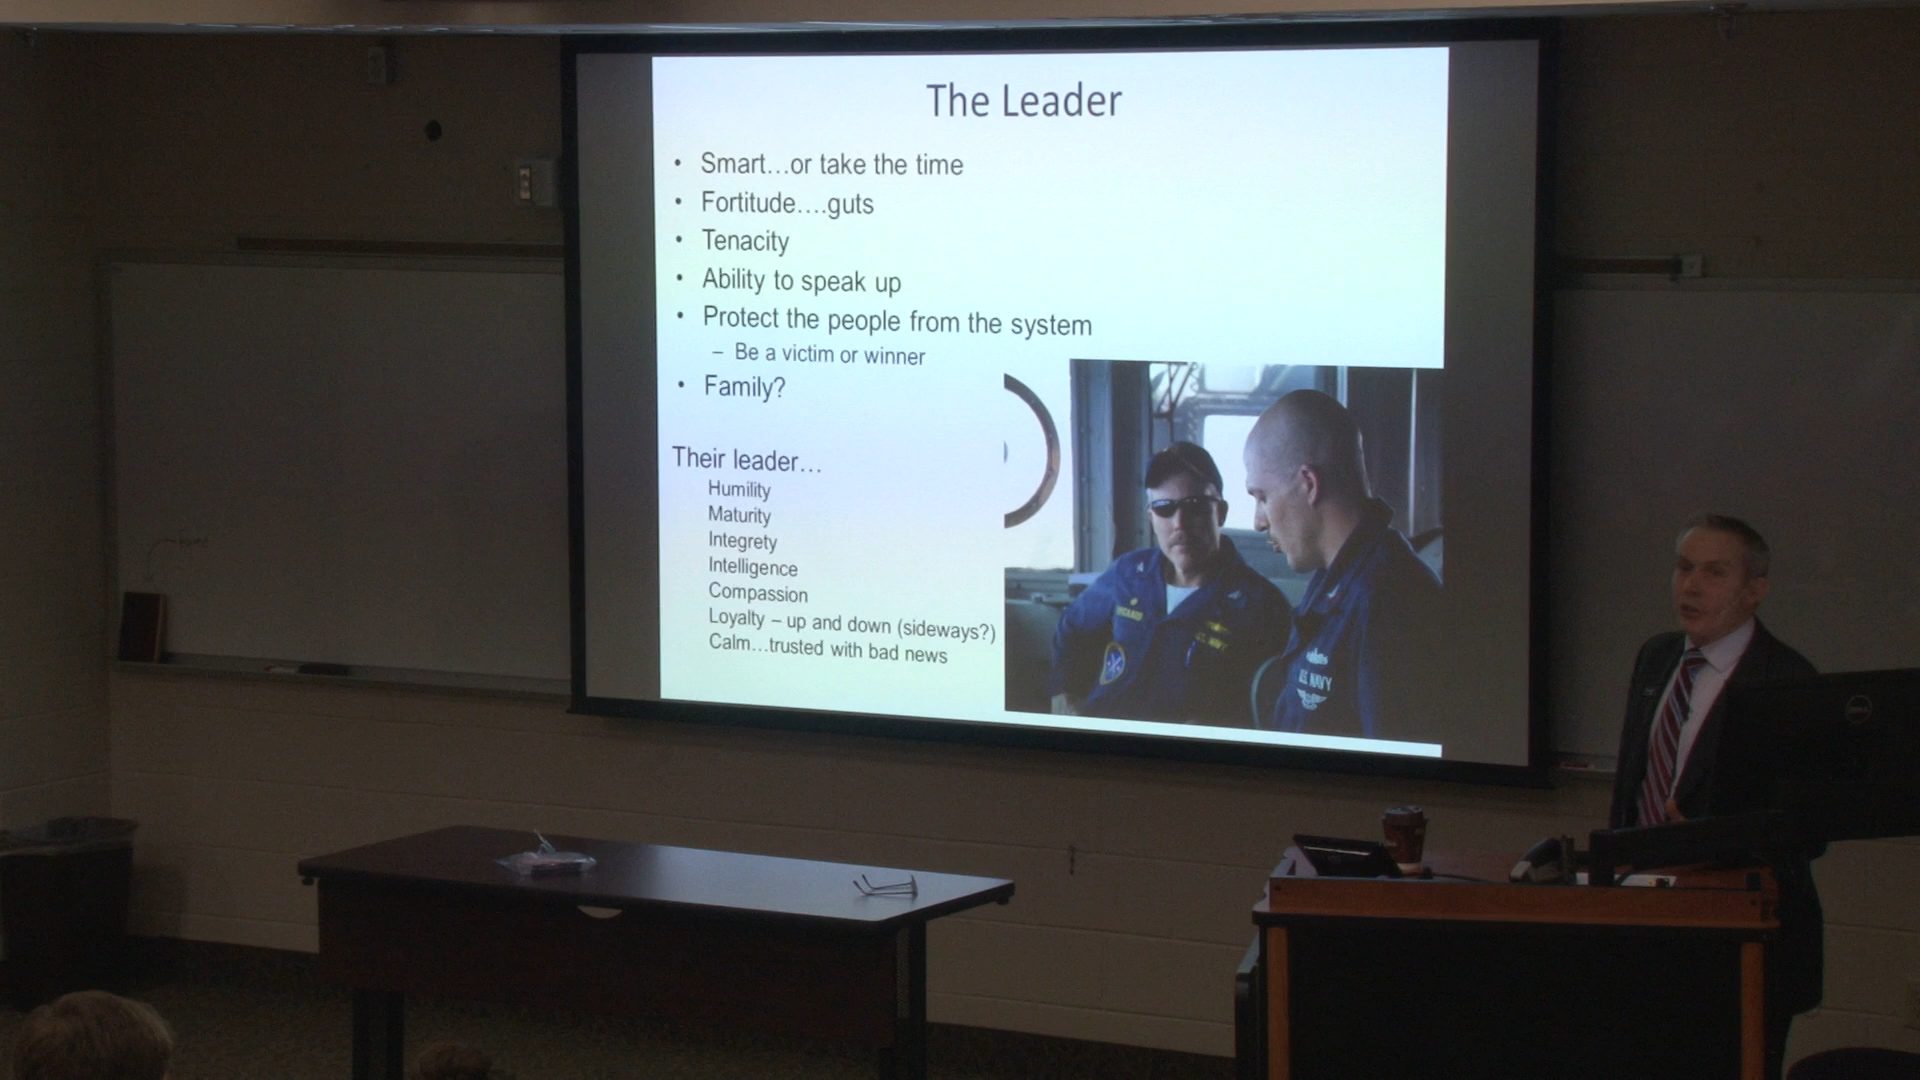 The Leader
• Smart…or take the time
• Fortitude….guts
• Tenacity
• Ability to speak up
• Protect the people from the system
– Be a victim or winner
• Family?
Their leader…
Humility
Maturity
Integrety
Intelligence
Compassion
Loyalty – up and down (sideways?)
Calm…trusted with bad news
U.S. NAVY
U.S. NAVY
DELL